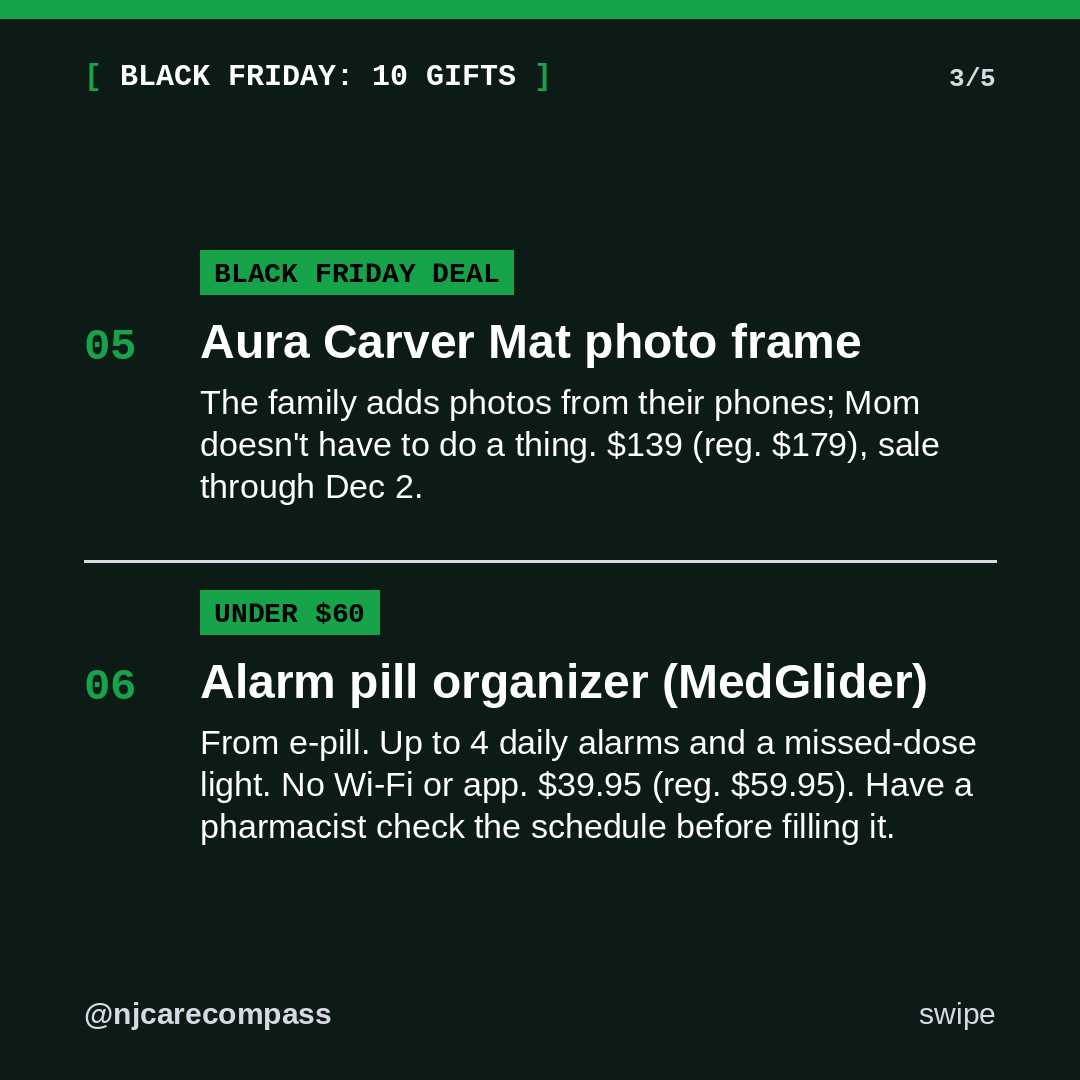 [ BLACK FRIDAY: 10 GIFTS ]
3/5
BLACK FRIDAY DEAL
05
Aura Carver Mat photo frame
The family adds photos from their phones; Mom
doesn't have to do a thing. $139 (reg. $179), sale
through Dec 2.
UNDER $60
06
Alarm pill organizer (MedGlider)
From e-pill. Up to 4 daily alarms and a missed-dose
light. No Wi-Fi or app. $39.95 (reg. $59.95). Have a
pharmacist check the schedule before filling it.
@njcarecompass
swipe